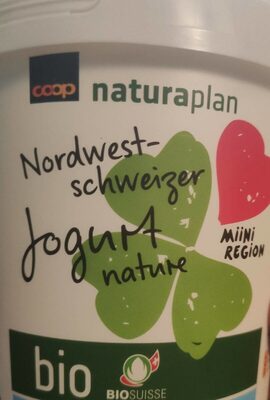 coop naturaplan
Nordwest-
schweizer
Jogurt
nature
Miini
Region
bio
BIOSUISSE